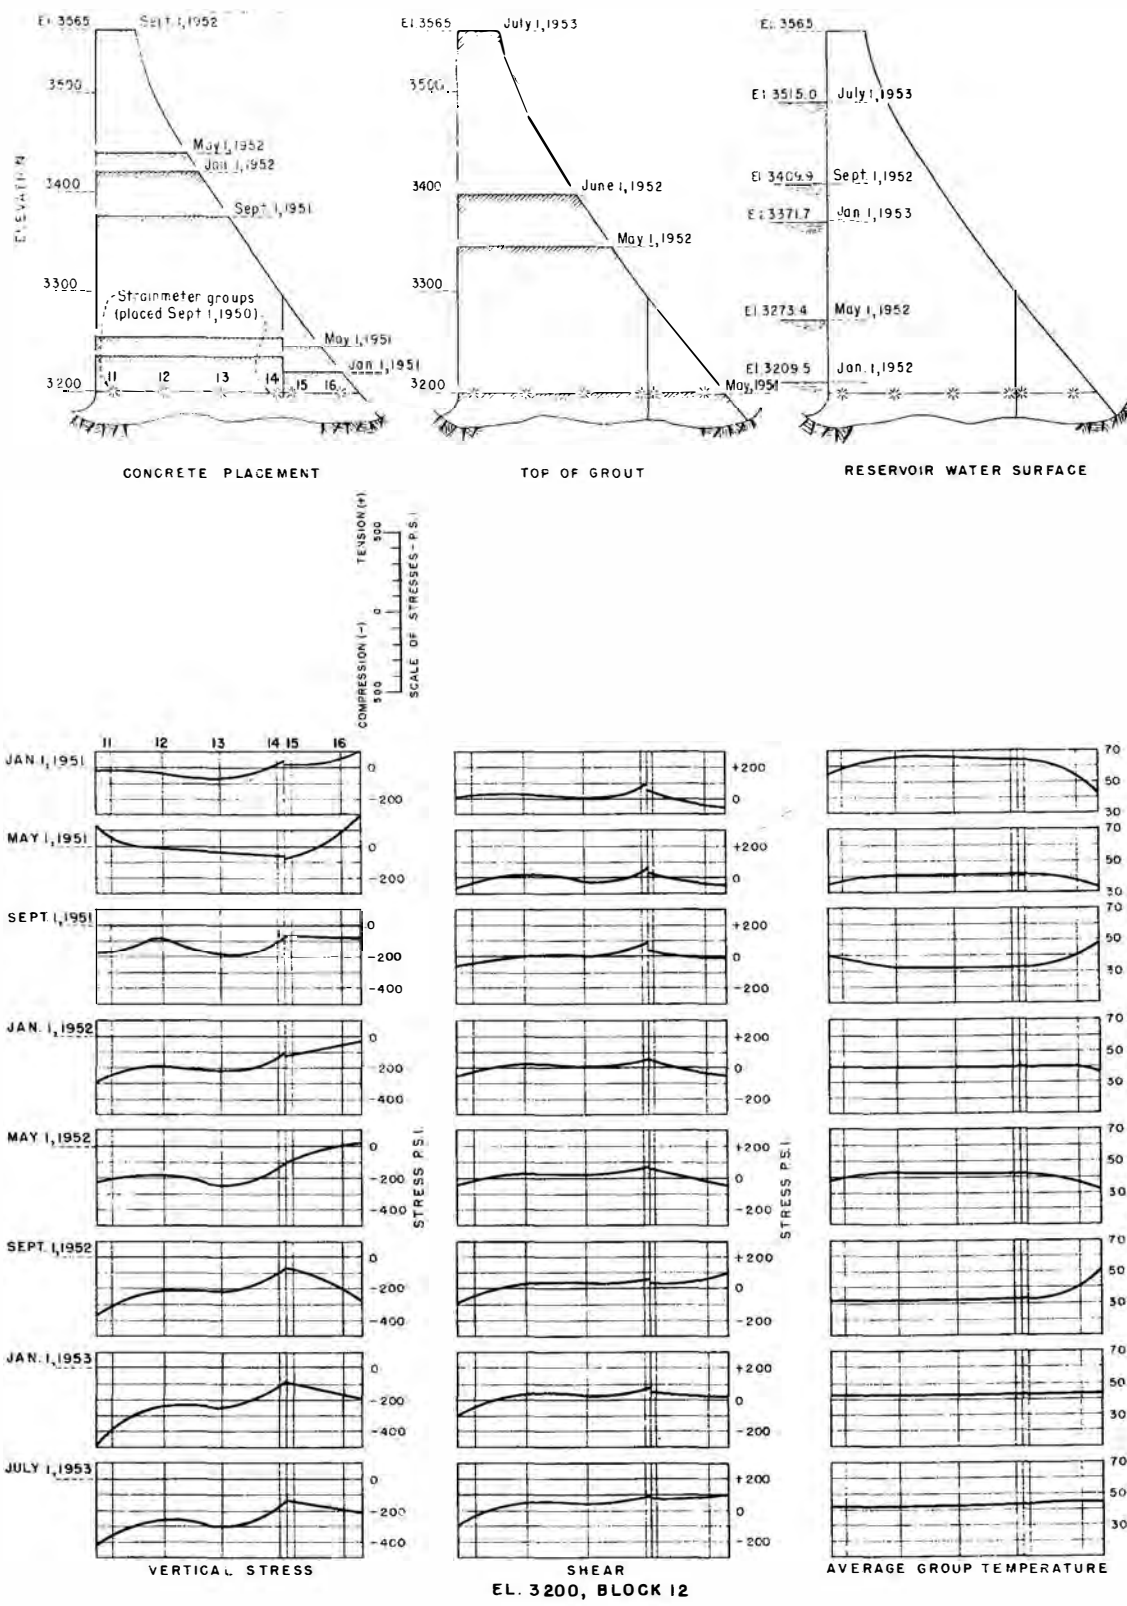 El. 3565
Sept. 1, 1952
3500
May 1, 1952
Jan 1, 1952
3400
Sept 1, 1951
ELEVATION
3300
Strainmeter groups
(placed Sept 1, 1950)
May 1, 1951
Jan 1, 1951
11 12 13 14 15 16
3200
CONCRETE PLACEMENT
El. 3565
July 1, 1953
3500
3400
June 1, 1952
May 1, 1952
3300
3200
May, 1951
TOP OF GROUT
El. 3565
El. 3515.0 July 1, 1953
El. 3409.9 Sept. 1, 1952
El. 3371.7 Jan 1, 1953
El. 3273.4 May 1, 1952
El. 3209.5 Jan. 1, 1952
RESERVOIR WATER SURFACE
COMPRESSION (-) TENSION (+)
500 0 500
SCALE OF STRESSES - P.S.I.
11 12 13 14 15 16
JAN. 1, 1951
0
-200
+200
0
70
50
30
MAY 1, 1951
0
-200
+200
0
70
50
30
SEPT. 1, 1951
0
-200
-400
+200
0
-200
70
50
30
JAN. 1, 1952
0
-200
-400
+200
0
-200
70
50
30
MAY 1, 1952
0
-200
-400
STRESS P.S.I.
+200
0
-200
STRESS P.S.I.
70
50
30
SEPT. 1, 1952
0
-200
-400
+200
0
-200
70
50
30
JAN. 1, 1953
0
-200
-400
+200
0
-200
70
50
30
JULY 1, 1953
0
-200
-400
+200
0
-200
70
50
30
VERTICAL STRESS
SHEAR
AVERAGE GROUP TEMPERATURE
EL. 3200, BLOCK 12